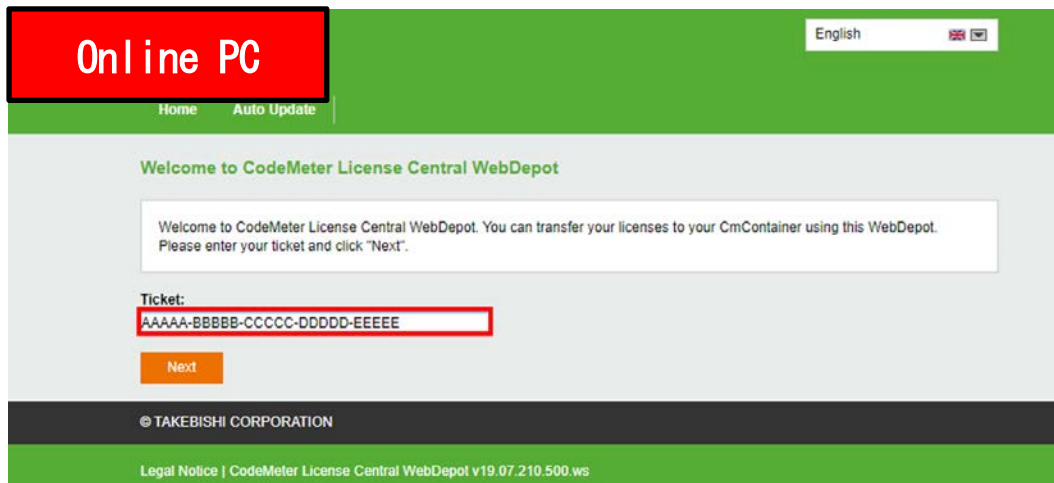 Online PC
English
Home Auto Update
Welcome to CodeMeter License Central WebDepot
Welcome to CodeMeter License Central WebDepot. You can transfer your licenses to your CmContainer using this WebDepot.
Please enter your ticket and click "Next".
Ticket:
AAAAA-BBBBB-CCCCC-DDDDD-EEEEE
Next
© TAKEBISHI CORPORATION
Legal Notice | CodeMeter License Central WebDepot v19.07.210.500.ws